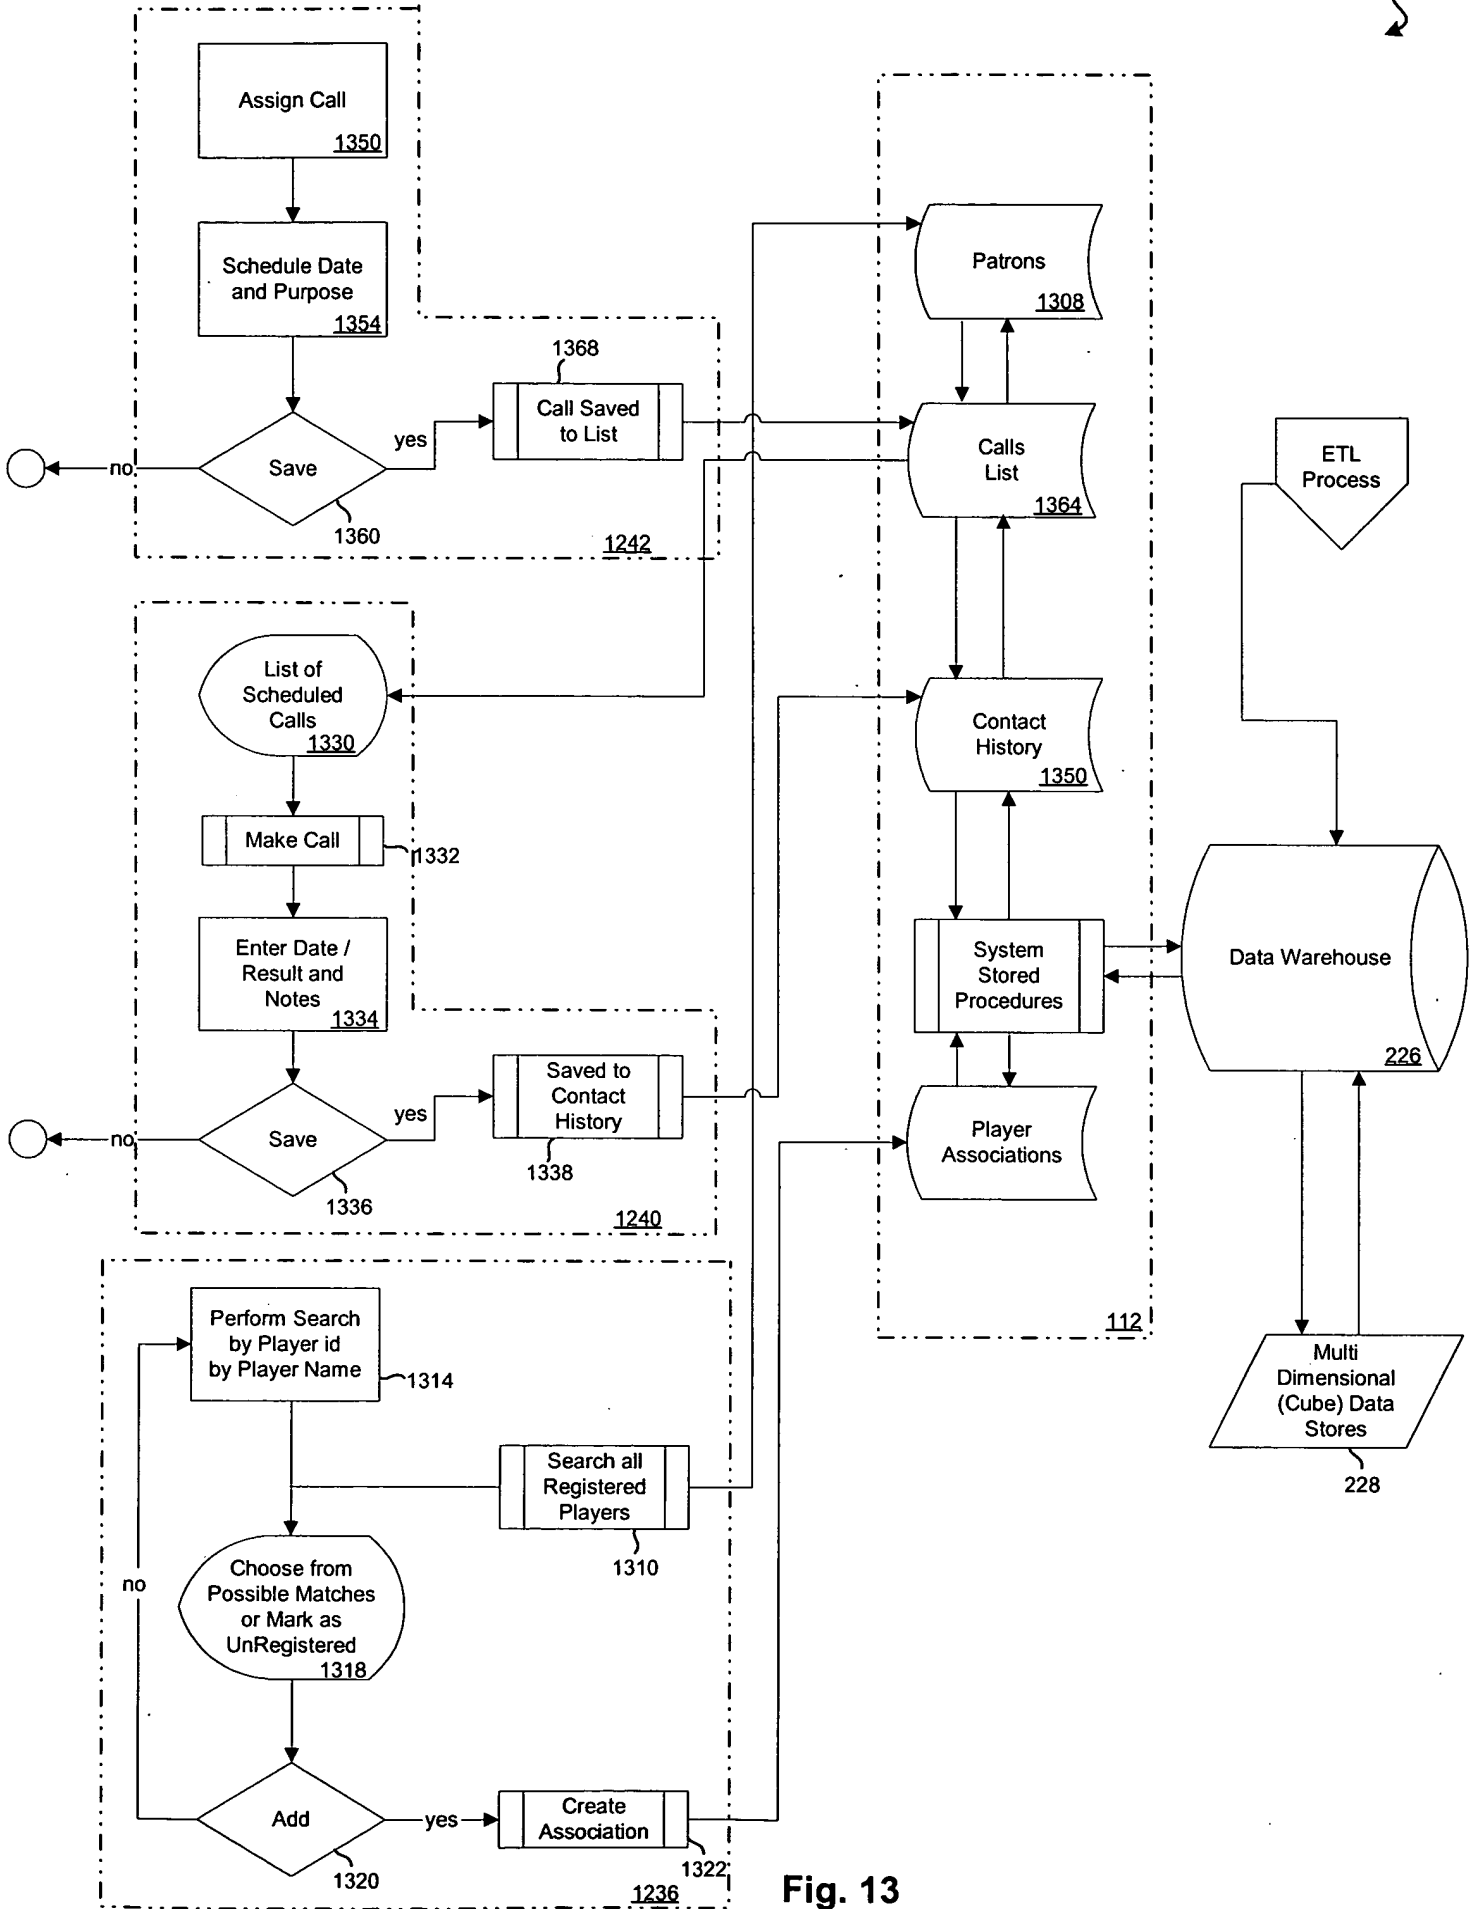 Assign Call
1350
Schedule Date
and Purpose
1354
Save
no
yes
1360
1368
Call Saved
to List
1242
List of
Scheduled
Calls
1330
Make Call
1332
Enter Date /
Result and
Notes
1334
Save
no
yes
1336
Saved to
Contact
History
1338
1240
Perform Search
by Player id
by Player Name
1314
Search all
Registered
Players
1310
Choose from
Possible Matches
or Mark as
UnRegistered
1318
no
Add
yes
1320
Create
Association
1322
1236
Patrons
1308
Calls
List
1364
Contact
History
1350
System
Stored
Procedures
Player
Associations
112
ETL
Process
Data Warehouse
226
Multi
Dimensional
(Cube) Data
Stores
228
Fig. 13